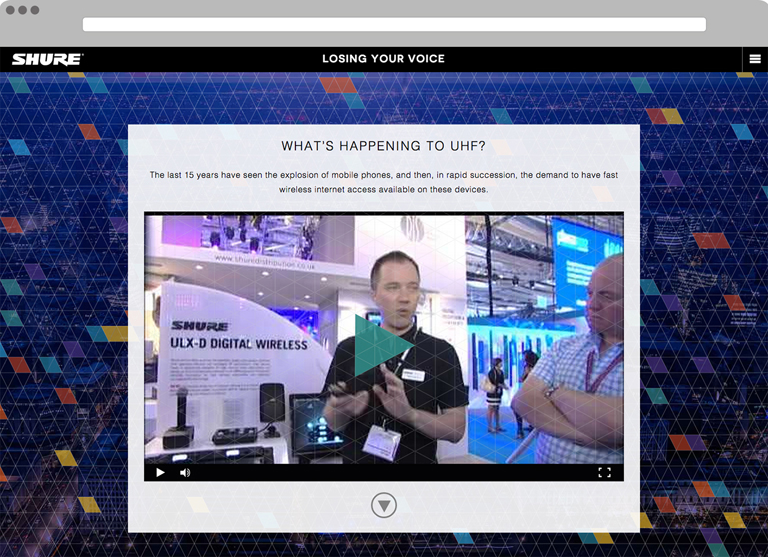 SHURE
LOSING YOUR VOICE
WHAT'S HAPPENING TO UHF?
The last 15 years have seen the explosion of mobile phones, and then, in rapid succession, the demand to have fast
wireless internet access available on these devices.
www.shuredistribution.co.uk
SHURE
ULX-D DIGITAL WIRELESS